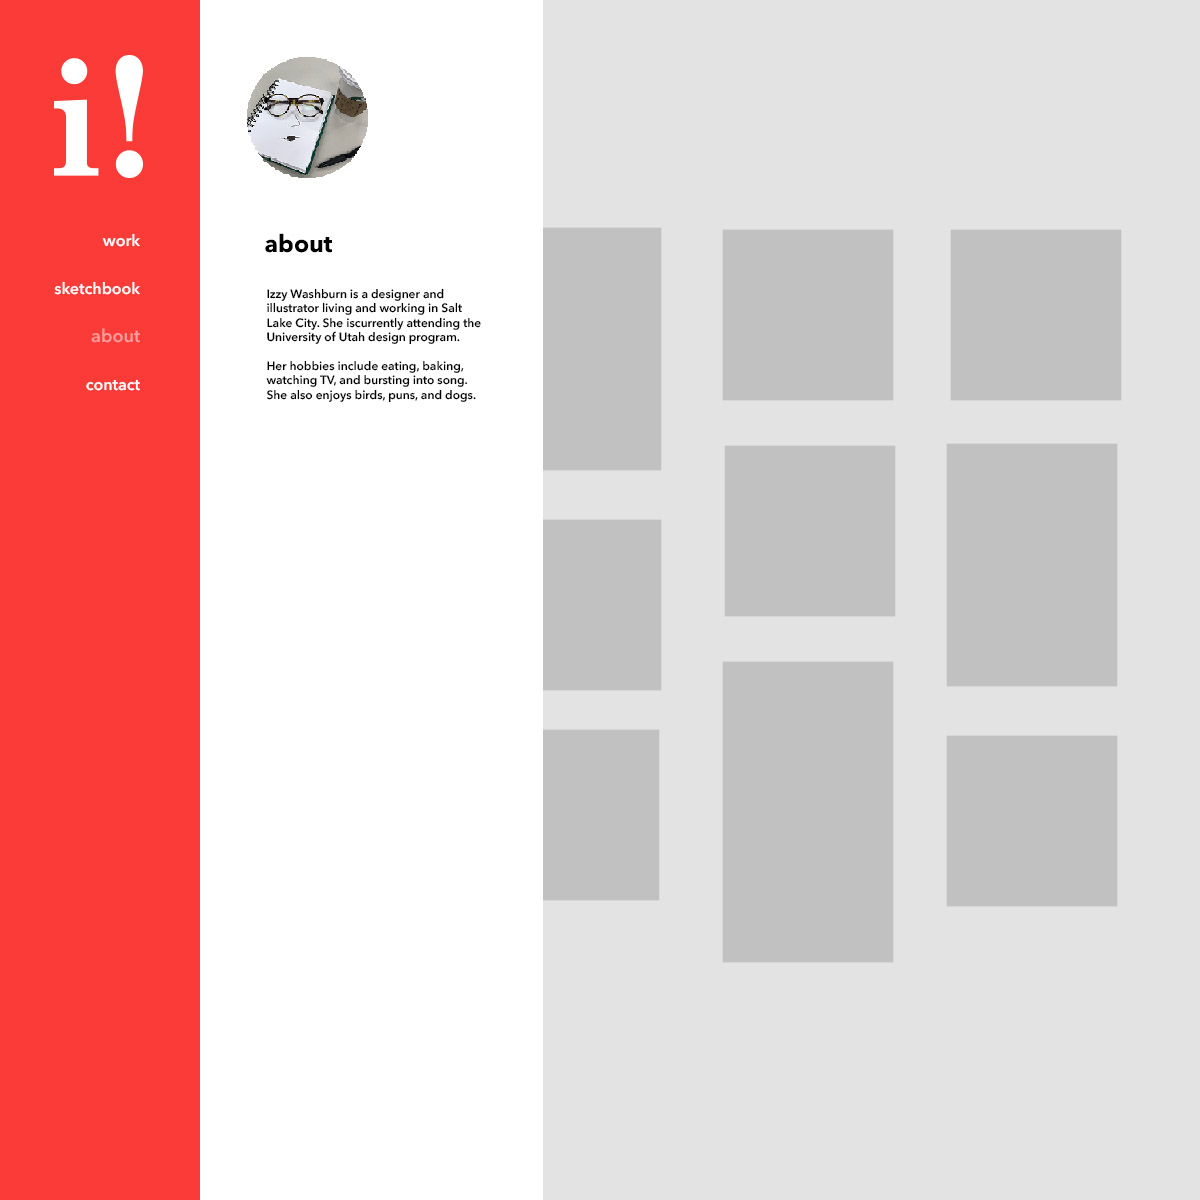 i!
work
sketchbook
about
contact
about
Izzy Washburn is a designer and
illustrator living and working in Salt
Lake City. She iscurrently attending the
University of Utah design program.
Her hobbies include eating, baking,
watching TV, and bursting into song.
She also enjoys birds, puns, and dogs.